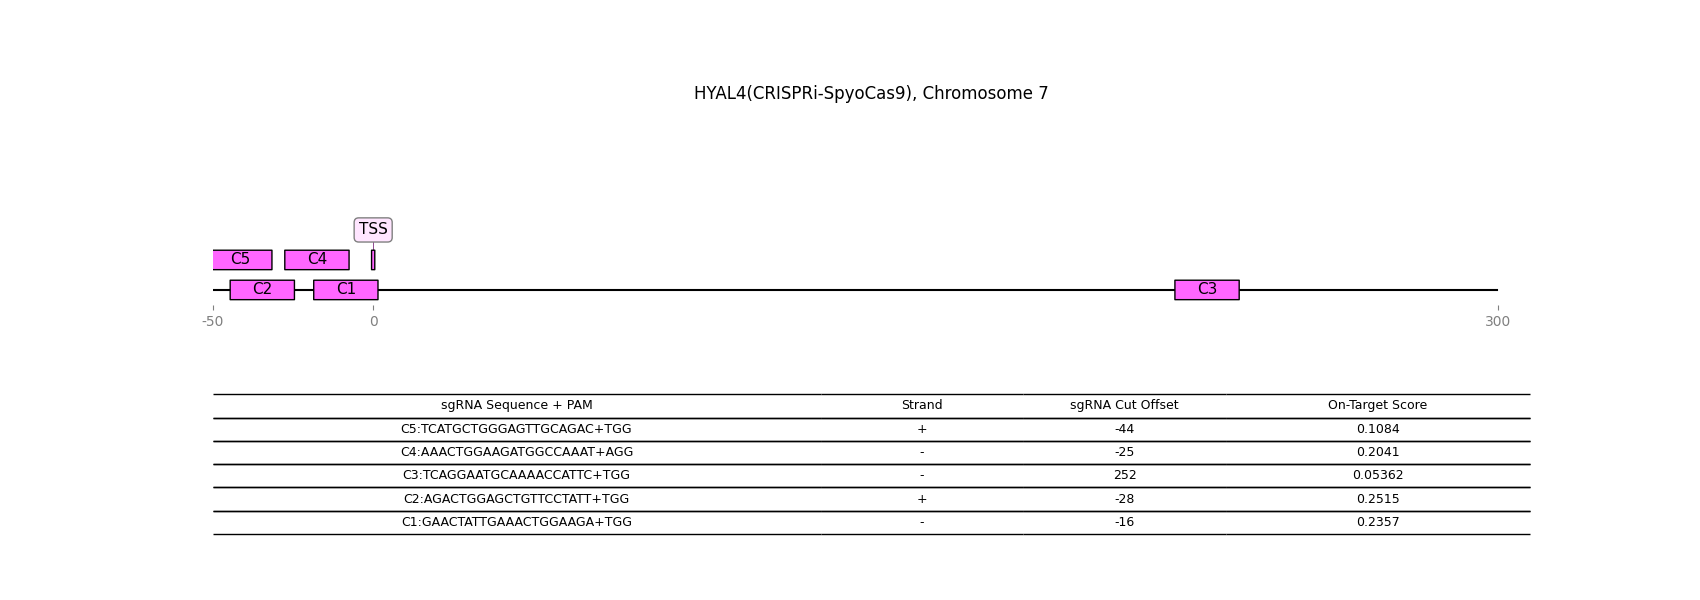 HYAL4(CRISPRi-SpyoCas9), Chromosome 7
TSS
C5 C4
C2 C1 C3
-50 0 300
sgRNA Sequence + PAM Strand sgRNA Cut Offset On-Target Score
C5:TCATGCTGGGAGTTGCAGAC+TGG + -44 0.1084
C4:AAACTGGAAGATGGCCAAAT+AGG - -25 0.2041
C3:TCAGGAATGCAAAACCATTC+TGG - 252 0.05362
C2:AGACTGGAGCTGTTCCTATT+TGG + -28 0.2515
C1:GAACTATTGAAACTGGAAGA+TGG - -16 0.2357